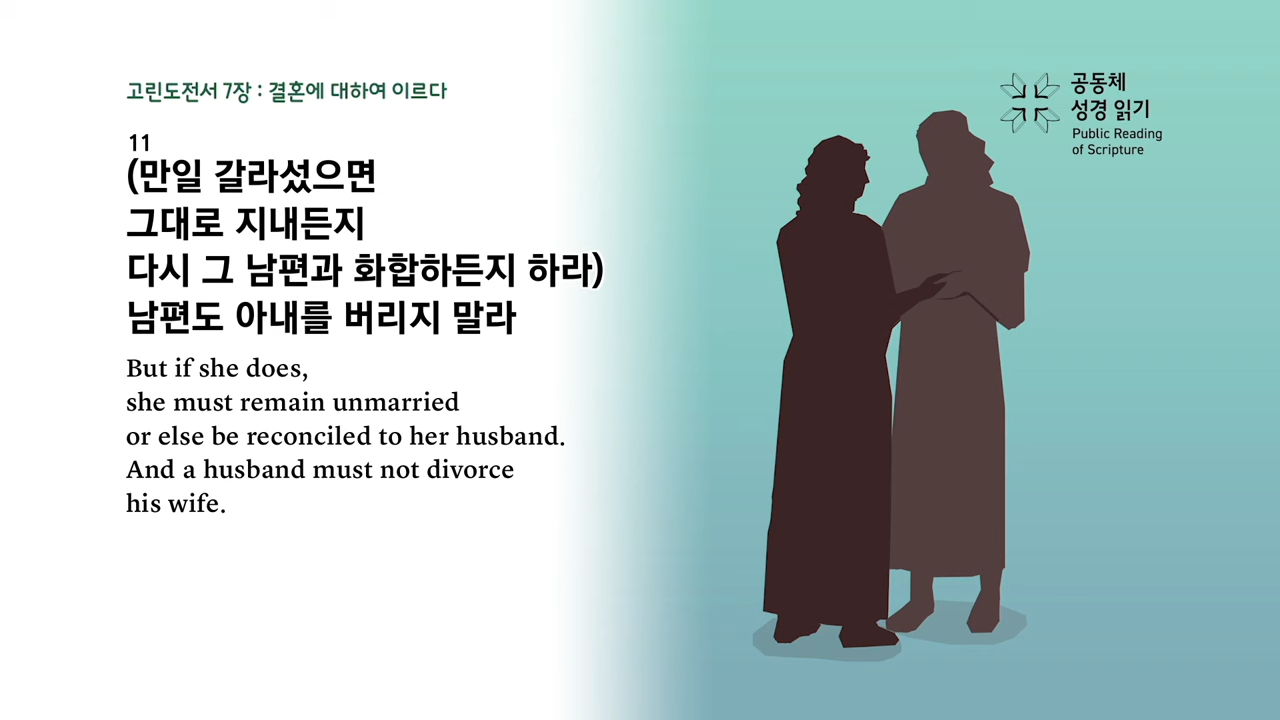 고린도전서 7장 : 결혼에 대하여 이르다
11
(만일 갈라섰으면
그대로 지내든지
다시 그 남편과 화합하든지 하라)
남편도 아내를 버리지 말라
But if she does,
she must remain unmarried
or else be reconciled to her husband.
And a husband must not divorce
his wife.
공동체
성경 읽기
Public Reading
of Scripture